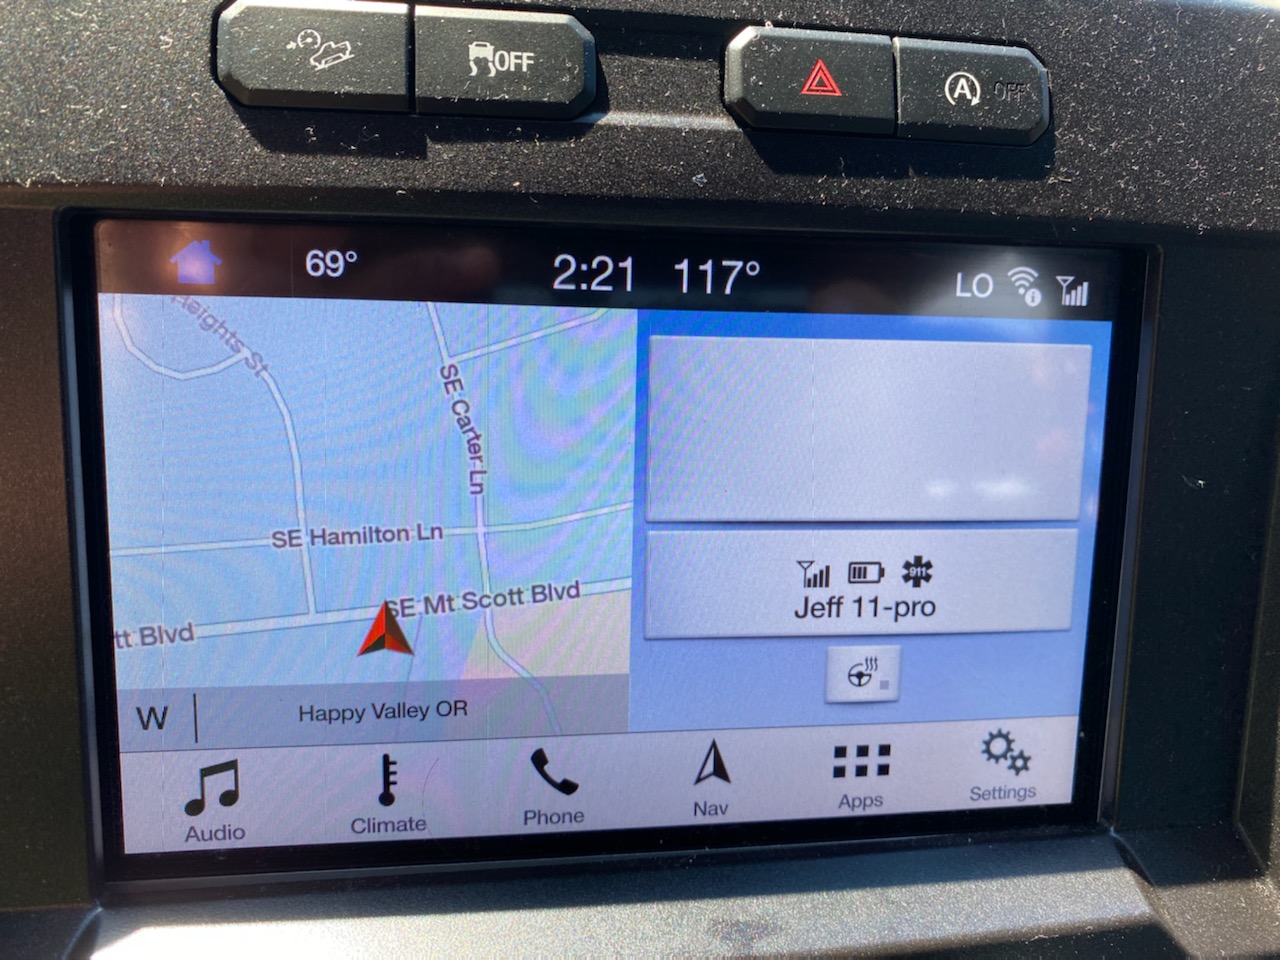 OFF
A OFF
69° 2:21 117° LO
Heights St
SE Carter Ln
SE Hamilton Ln
SE Mt Scott Blvd
tt Blvd
911
Jeff 11-pro
W
Happy Valley OR
Audio
Climate
Phone
Nav
Apps
Settings